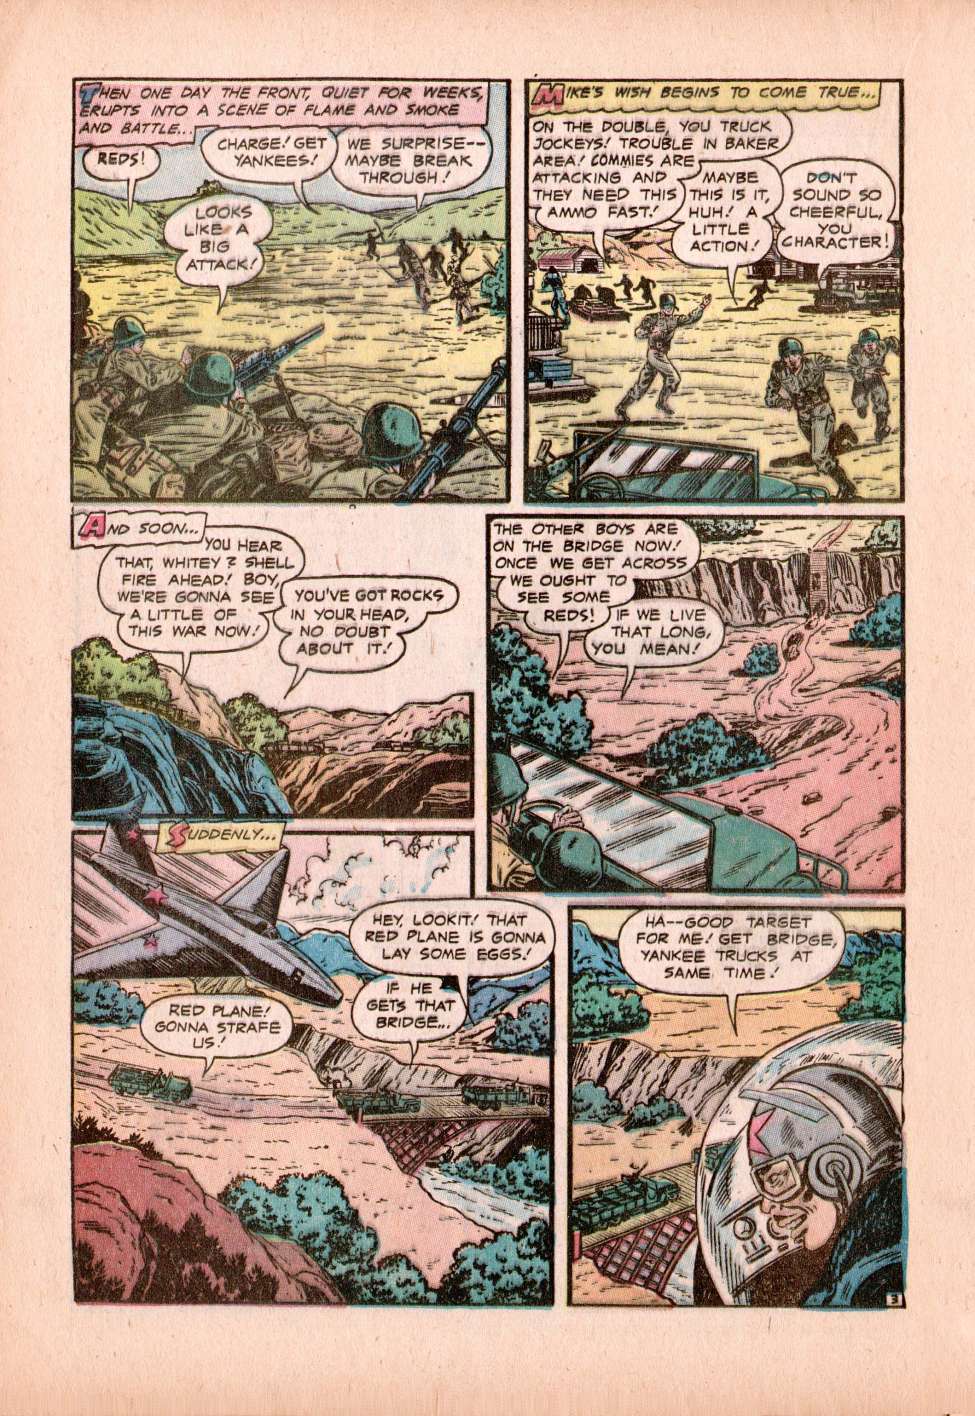 THEN ONE DAY THE FRONT, QUIET FOR WEEKS,
ERUPTS INTO A SCENE OF FLAME AND SMOKE
AND BATTLE...
REDS!
CHARGE! GET
YANKEES!
WE SURPRISE--
MAYBE BREAK
THROUGH!
LOOKS
LIKE A
BIG
ATTACK!
MIKE'S WISH BEGINS TO COME TRUE...
ON THE DOUBLE, YOU TRUCK
JOCKEYS! TROUBLE IN BAKER
AREA! COMMIES ARE
ATTACKING AND
THEY NEED THIS
AMMO FAST!
MAYBE
THIS IS IT,
HUH! A
LITTLE
ACTION!
DON'T
SOUND SO
CHEERFUL,
YOU
CHARACTER!
AND SOON...
YOU HEAR
THAT, WHITEY? SHELL
FIRE AHEAD! BOY,
WE'RE GONNA SEE
A LITTLE OF
THIS WAR NOW!
YOU'VE GOT ROCKS
IN YOUR HEAD,
NO DOUBT
ABOUT IT!
THE OTHER BOYS ARE
ON THE BRIDGE NOW!
ONCE WE GET ACROSS
WE OUGHT TO
SEE SOME
REDS!
IF WE LIVE
THAT LONG,
YOU MEAN!
SUDDENLY...
HEY, LOOKIT! THAT
RED PLANE IS GONNA
LAY SOME EGGS!
RED PLANE!
GONNA STRAFE
US!
IF HE
GETS THAT
BRIDGE...
HA--GOOD TARGET
FOR ME! GET BRIDGE,
YANKEE TRUCKS AT
SAME TIME!
3